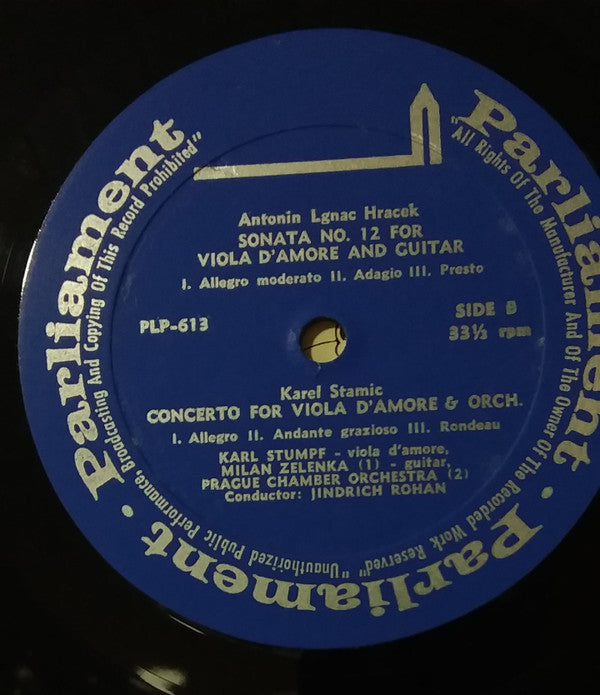 Antonin Lgnac Hracek
SONATA NO. 12 FOR
VIOLA D'AMORE AND GUITAR
I. Allegro moderato II. Adagio III. Presto
PLP-613
SIDE B
33⅓ rpm
Karel Stamic
CONCERTO FOR VIOLA D'AMORE & ORCH.
I. Allegro II. Andante grazioso III. Rondeau
KARL STUMPF - viola d'amore,
MILAN ZELENKA (1) - guitar,
PRAGUE CHAMBER ORCHESTRA (2)
Conductor: JINDRICH ROHAN
Parliament · Parliament · Parliament ·
"All Rights Of The Manufacturer And Of The Owner Of The Recorded Work Reserved" "Unauthorized Public Performance, Broadcasting And Copying Of This Record Prohibited"